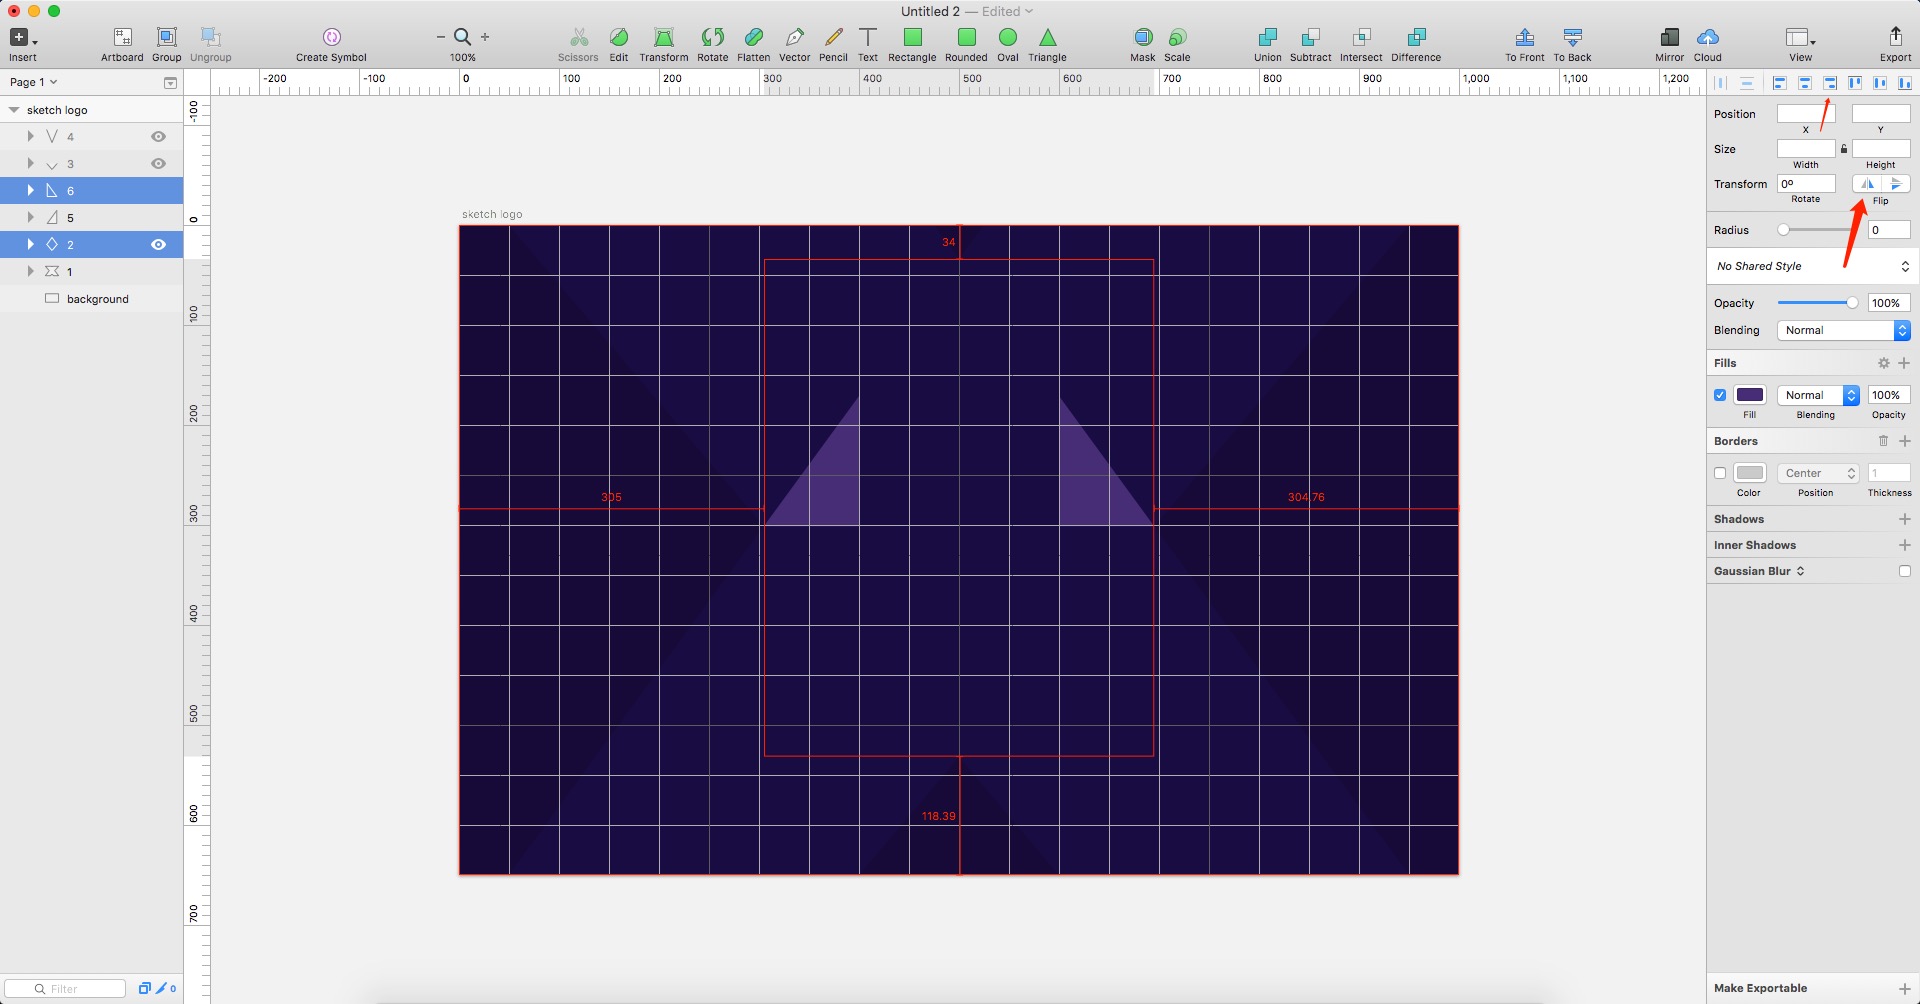 Untitled 2 — Edited
Insert
Artboard
Group
Ungroup
Create Symbol
100%
Scissors
Edit
Transform
Rotate
Flatten
Vector
Pencil
Text
Rectangle
Rounded
Oval
Triangle
Mask
Scale
Union
Subtract
Intersect
Difference
To Front
To Back
Mirror
Cloud
View
Export
Page 1
-200
-100
0
100
200
300
400
500
600
700
800
900
1,000
1,100
1,200
sketch logo
4
3
6
5
2
1
background
-100
0
100
200
300
400
500
600
700
sketch logo
34
305
304.76
118.39
Position
X
Y
Size
Width
Height
Transform
0º
Rotate
Flip
Radius
0
No Shared Style
Opacity
100%
Blending
Normal
Fills
Normal
100%
Fill
Blending
Opacity
Borders
Center
1
Color
Position
Thickness
Shadows
Inner Shadows
Gaussian Blur
Filter
0
Make Exportable